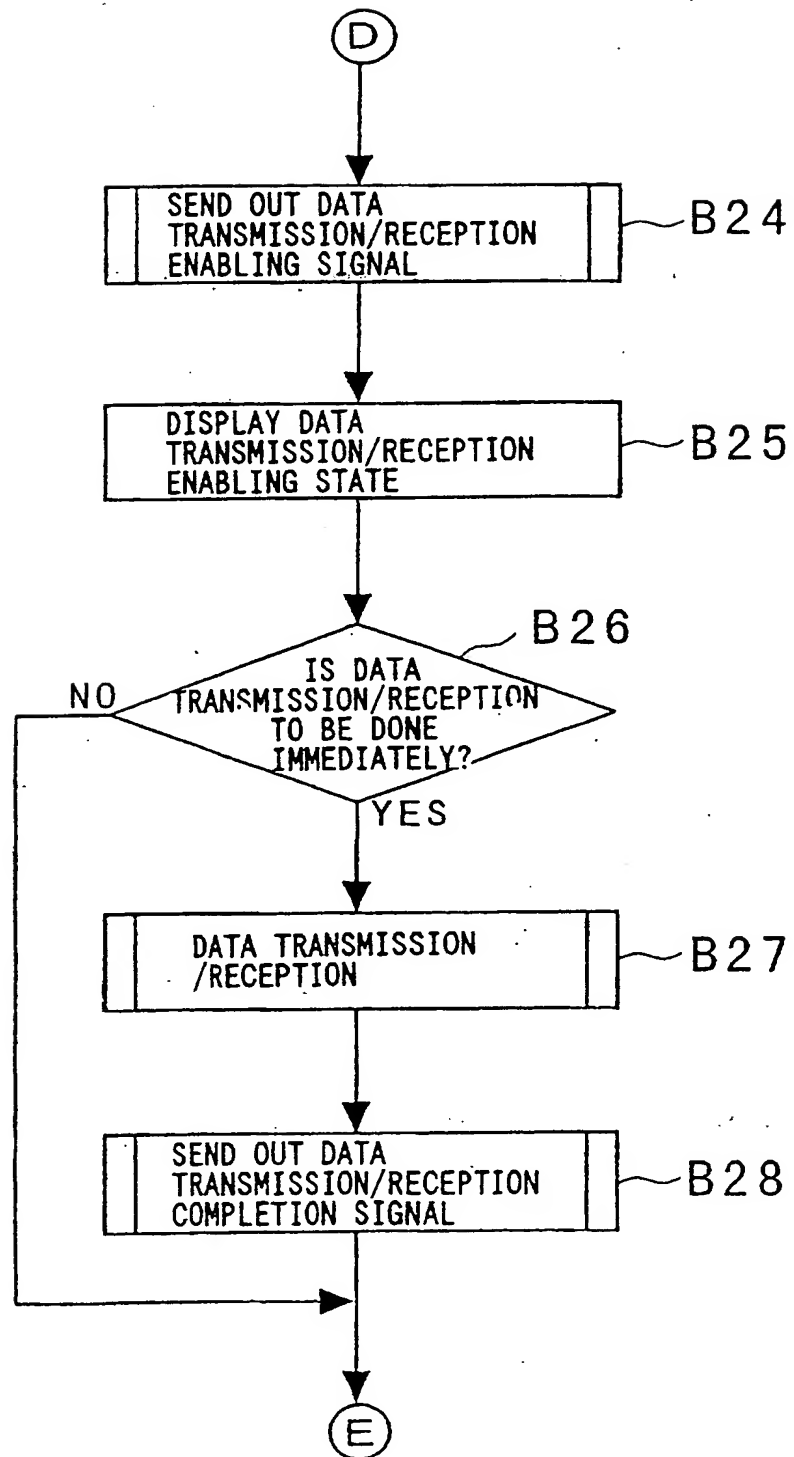 D
SEND OUT DATA
TRANSMISSION/RECEPTION
ENABLING SIGNAL
B24
DISPLAY DATA
TRANSMISSION/RECEPTION
ENABLING STATE
B25
B26
IS DATA
TRANSMISSION/RECEPTION
TO BE DONE
IMMEDIATELY?
NO
YES
DATA TRANSMISSION
/RECEPTION
B27
SEND OUT DATA
TRANSMISSION/RECEPTION
COMPLETION SIGNAL
B28
E